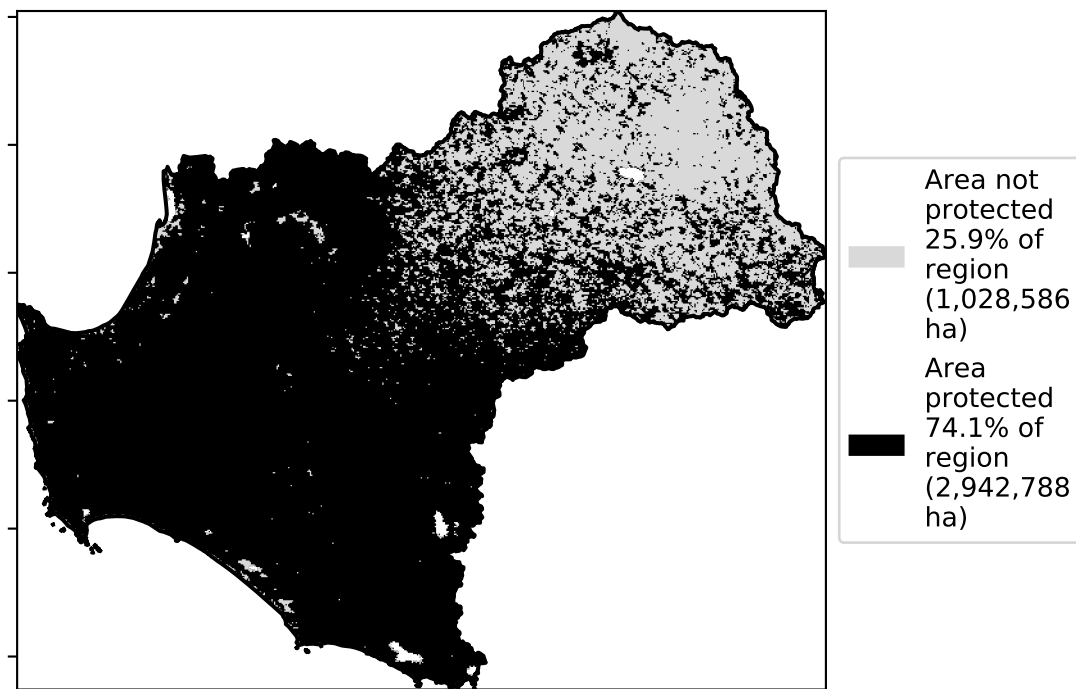 Area not
protected
25.9% of
region
(1,028,586
ha)
Area
protected
74.1% of
region
(2,942,788
ha)